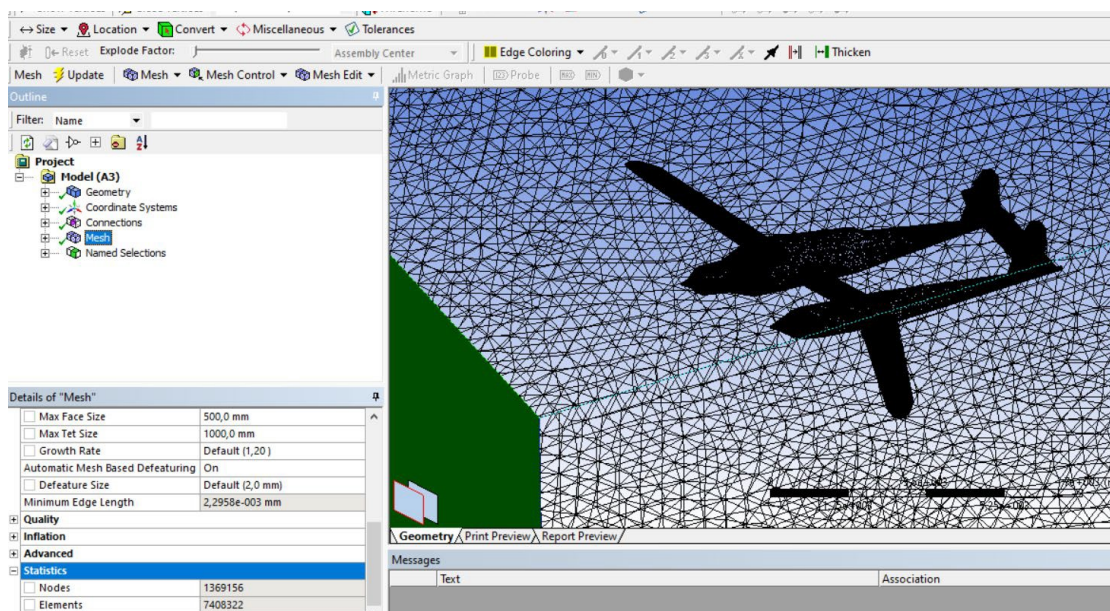 Size Location Convert Miscellaneous Tolerances
Reset Explode Factor: Assembly Center Edge Coloring Thicken
Mesh Update Mesh Mesh Control Mesh Edit Metric Graph Probe MAX MIN
Outline
Filter: Name
Project
Model (A3)
Geometry
Coordinate Systems
Connections
Mesh
Named Selections
Details of "Mesh"
Max Face Size 500,0 mm
Max Tet Size 1000,0 mm
Growth Rate Default (1,20 )
Automatic Mesh Based Defeaturing On
Defeature Size Default (2,0 mm)
Minimum Edge Length 2,2958e-003 mm
Quality
Inflation
Advanced
Statistics
Nodes 1369156
Elements 7408322
Geometry Print Preview Report Preview
Messages
Text Association